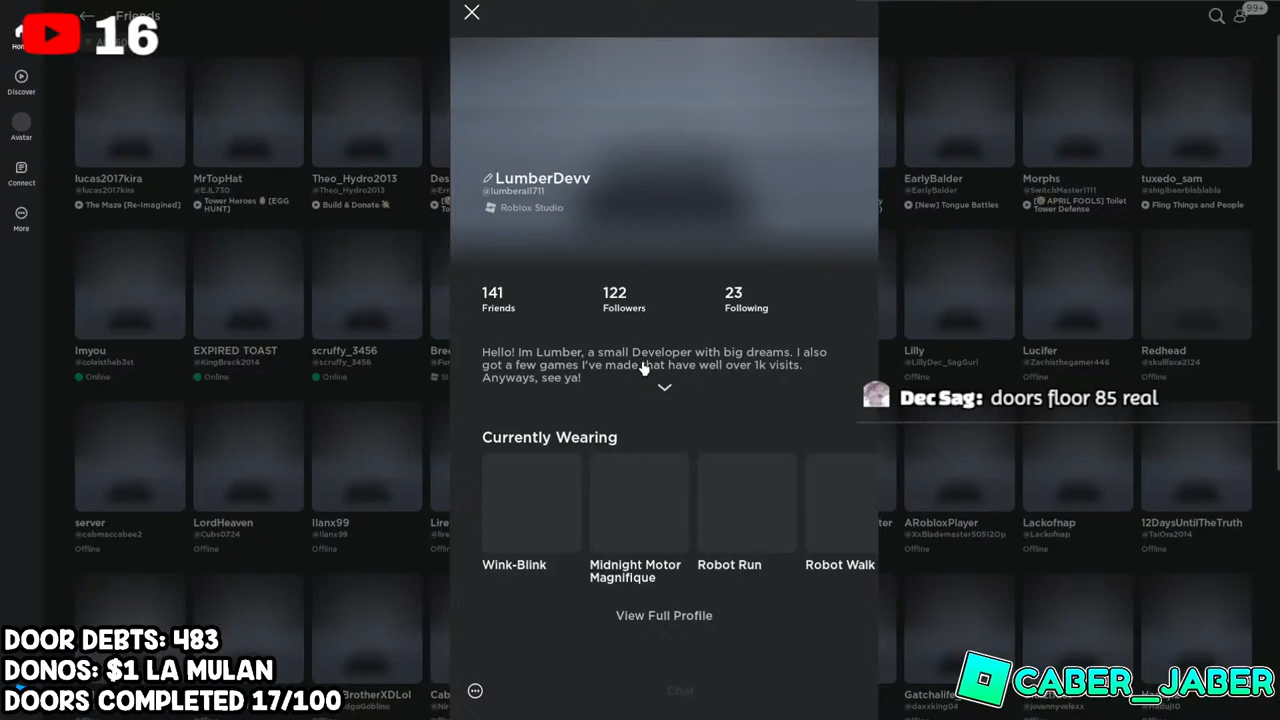 Friends
99+
16
Home
Discover
Avatar
Connect
More
LumberDevv
@lumberall711
Roblox Studio
141
Friends
122
Followers
23
Following
Hello! Im Lumber, a small Developer with big dreams. I also
got a few games I've made that have well over 1k visits.
Anyways, see ya!
Currently Wearing
Wink-Blink
Midnight Motor
Magnifique
Robot Run
Robot Walk
View Full Profile
Chat
lucas2017kira
@lucas2017kira
The Maze [Re-Imagined]
MrTopHat
@EJL730
Tower Heroes [EGG
HUNT]
Theo_Hydro2013
@Theo_Hydro2013
Build & Donate
EarlyBalder
@EarlyBalder
[New] Tongue Battles
Morphs
@SwitchMaster1111
[APRIL FOOLS] Toilet
Tower Defense
tuxedo_sam
@shigibearblablabla
Fling Things and People
Imyou
@coleistheb3st
Online
EXPIRED TOAST
@KingBreck2014
Online
scruffy_3456
@scruffy_3456
Online
Lilly
@LillyDec_SagGurl
Offline
Lucifer
@Zachisthegamer446
Offline
Redhead
@skullface2124
Offline
Dec Sag: doors floor 85 real
server
@cabmaccabee2
Offline
LordHeaven
@Cubs0724
Offline
llanx99
@llanx99
Offline
ARobloxPlayer
@XxBlademaster50512Op
Offline
Lackofnap
@Lackofnap
Offline
12DaysUntilTheTruth
@TaiOra2014
Offline
DOOR DEBTS: 483
DONOS: $1 LA MULAN
DOORS COMPLETED 17/100
BrotherXDLol
Gatchalife
@daxxking04
CABER_JABER